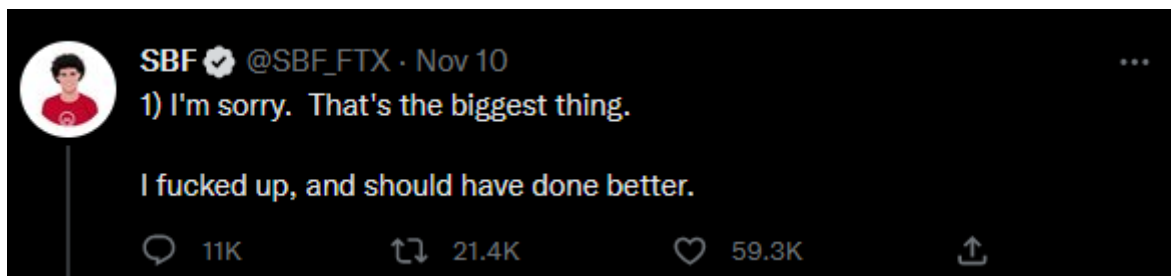 SBF @SBF_FTX · Nov 10
1) I'm sorry.  That's the biggest thing.
I fucked up, and should have done better.
11K 21.4K 59.3K